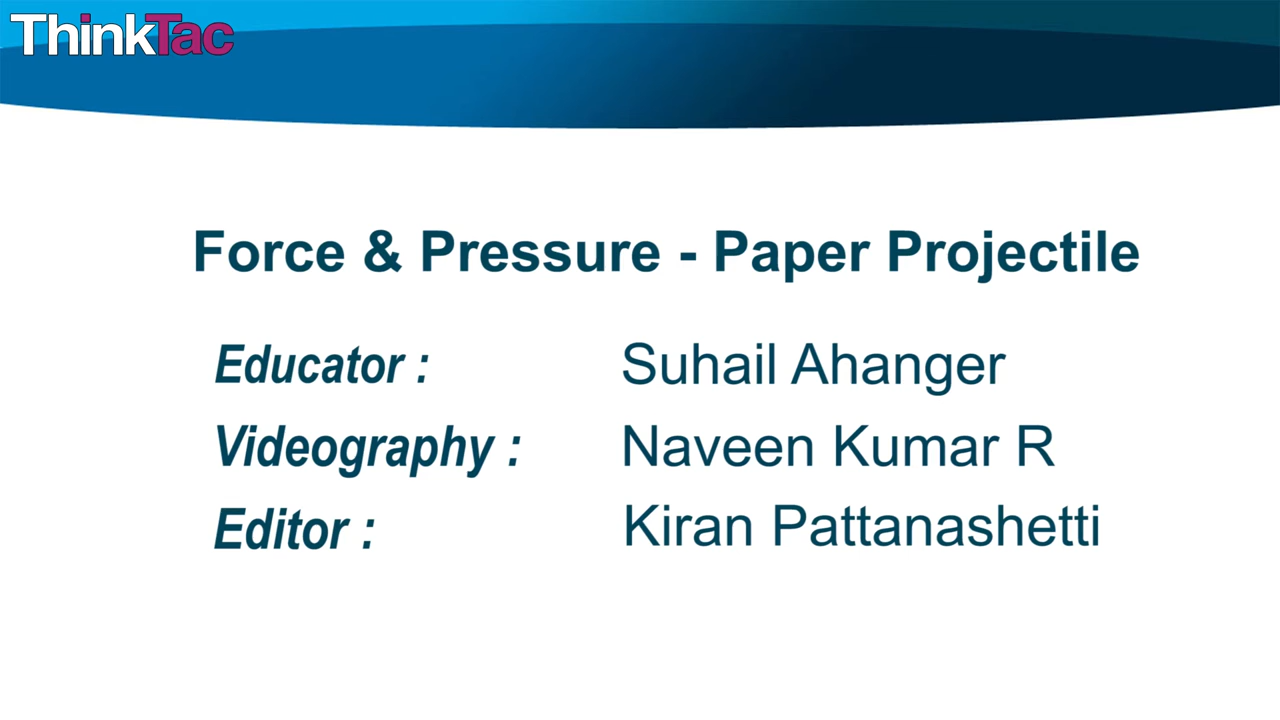 ThinkTac
Force & Pressure - Paper Projectile
Educator : Suhail Ahanger
Videography : Naveen Kumar R
Editor : Kiran Pattanashetti